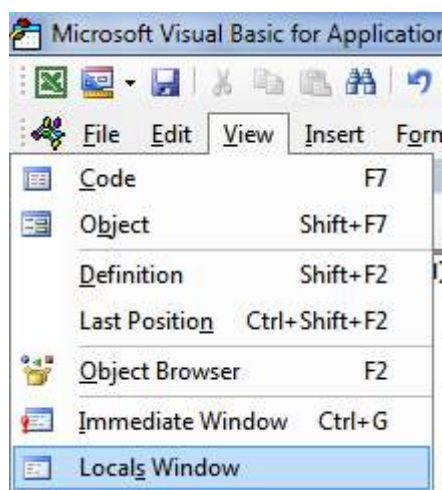 Microsoft Visual Basic for Application
File Edit View Insert Form
Code F7
Object Shift+F7
Definition Shift+F2
Last Position Ctrl+Shift+F2
Object Browser F2
Immediate Window Ctrl+G
Locals Window